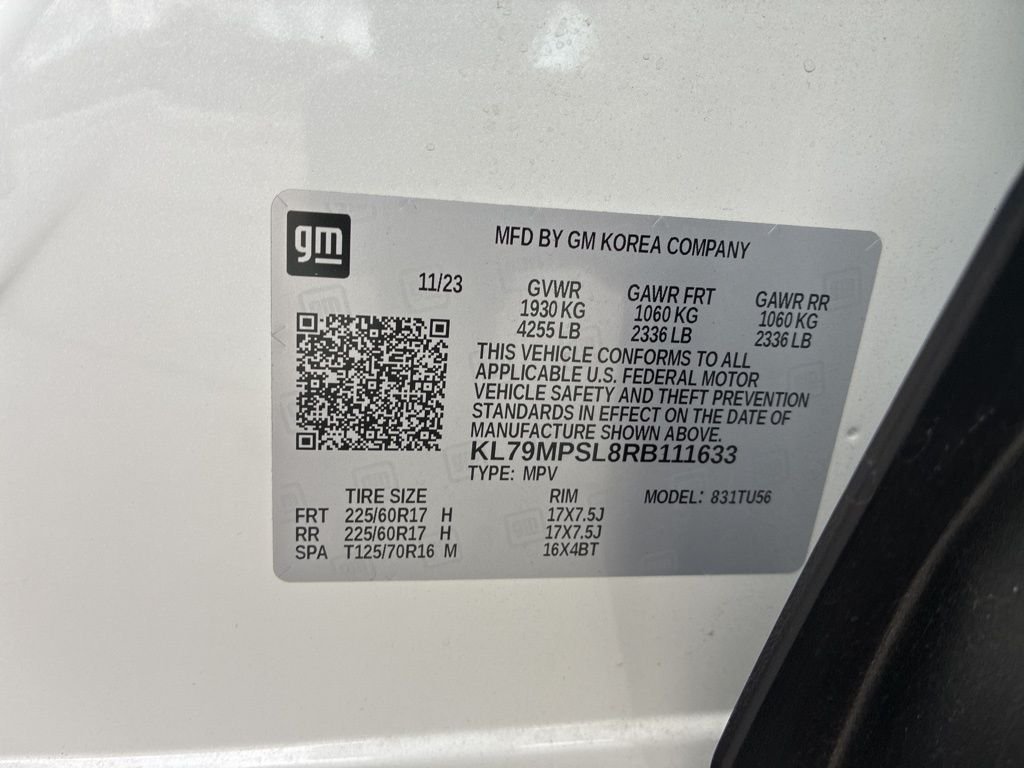 gm
MFD BY GM KOREA COMPANY
11/23
GVWR GAWR FRT GAWR RR
1930 KG 1060 KG 1060 KG
4255 LB 2336 LB 2336 LB
THIS VEHICLE CONFORMS TO ALL
APPLICABLE U.S. FEDERAL MOTOR
VEHICLE SAFETY AND THEFT PREVENTION
STANDARDS IN EFFECT ON THE DATE OF
MANUFACTURE SHOWN ABOVE.
KL79MPSL8RB111633
TYPE: MPV
TIRE SIZE RIM MODEL: 831TU56
FRT 225/60R17 H 17X7.5J
RR 225/60R17 H 17X7.5J
SPA T125/70R16 M 16X4BT